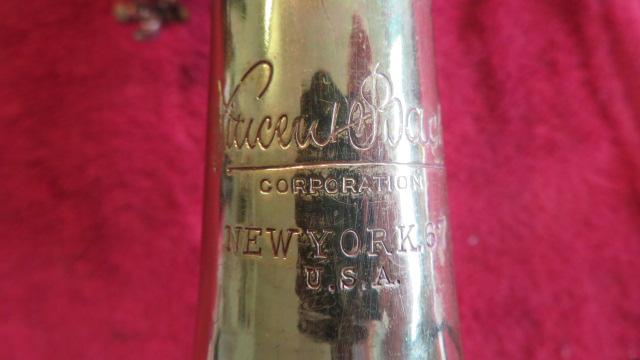 Vincent Bach
CORPORATION
NEW YORK.67
U.S.A.